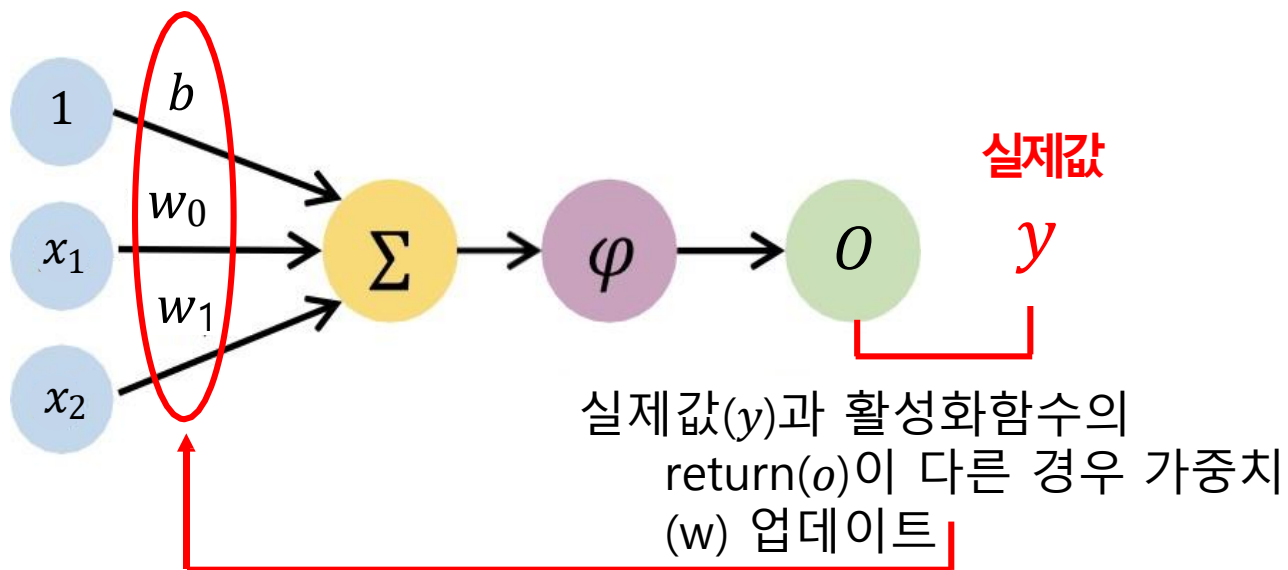 1
b
w₀
x₁
w₁
x₂
Σ
φ
O
실제값
y
실제값(y)과 활성화함수의
return(o)이 다른 경우 가중치
(w) 업데이트